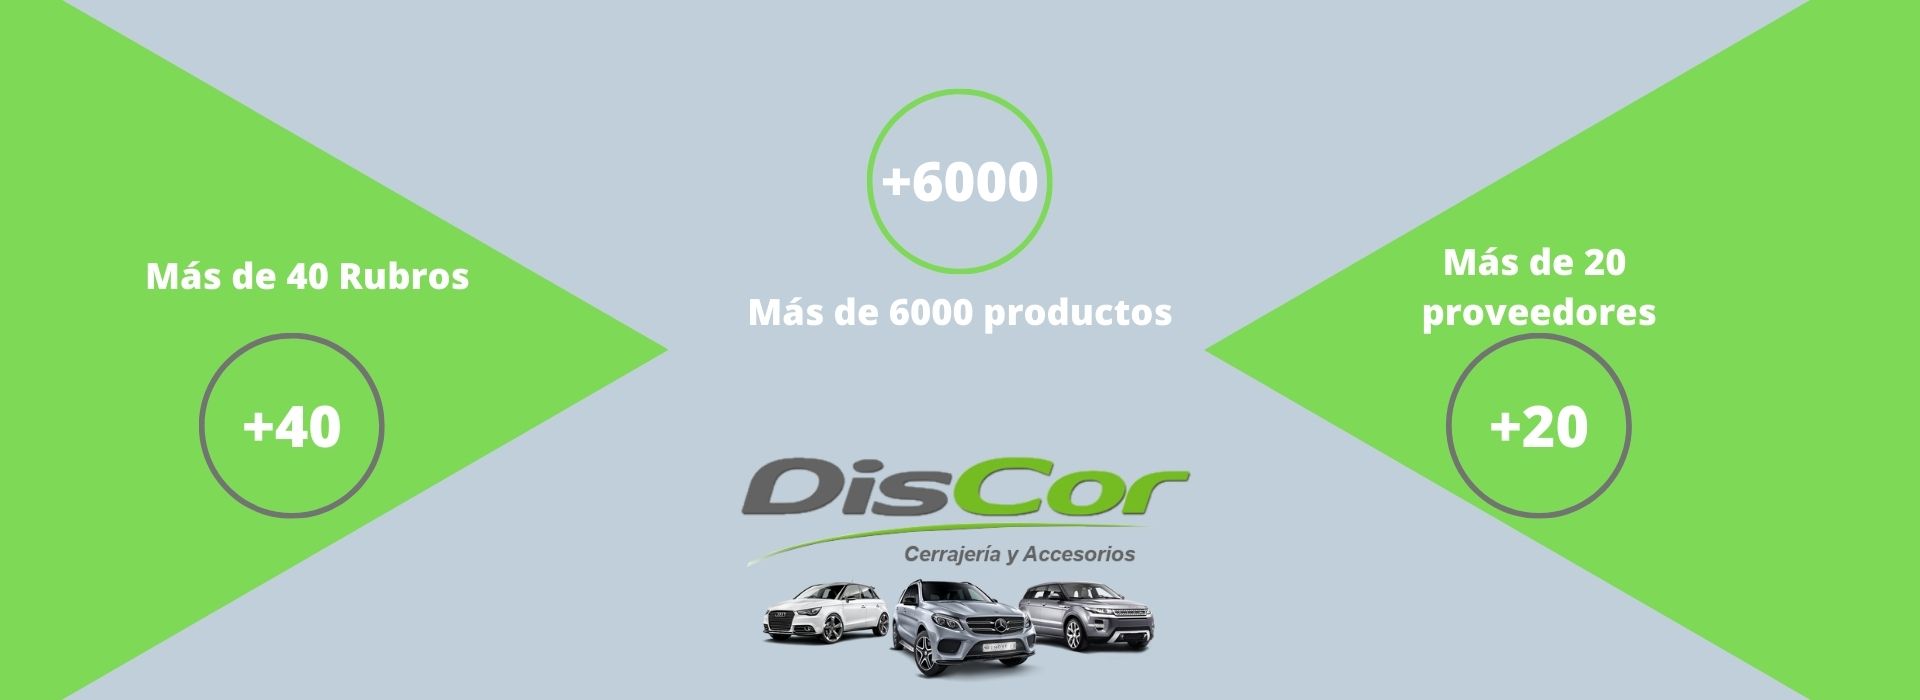 Más de 40 Rubros
+40
+6000
Más de 6000 productos
Más de 20
proveedores
+20
DisCor
Cerrajería y Accesorios